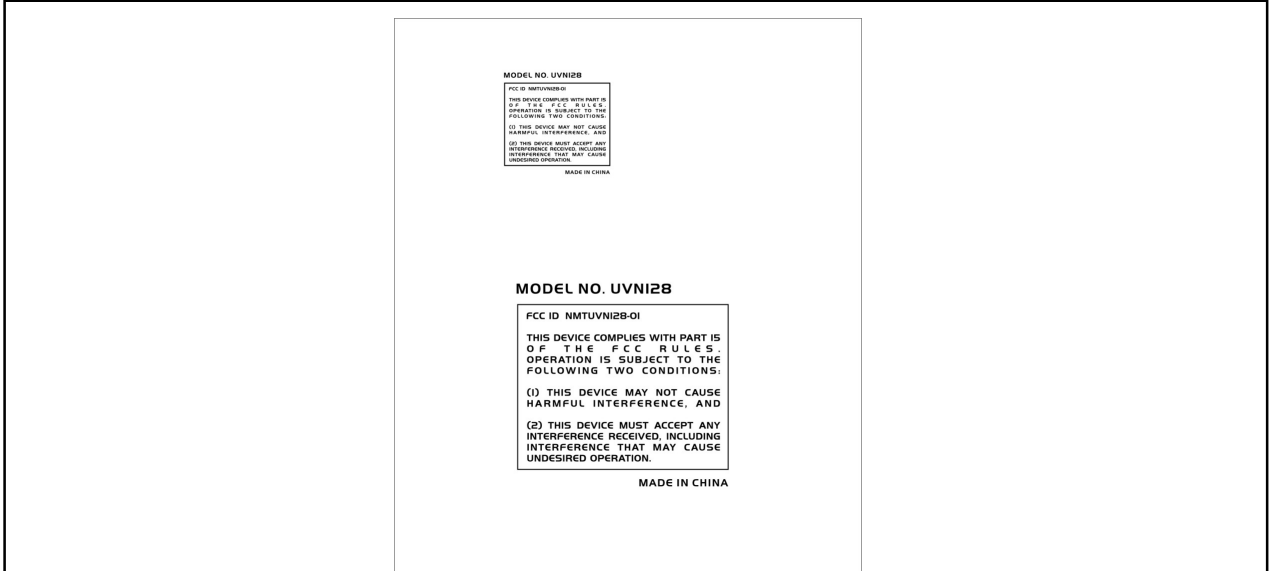 MODEL NO. UVN128
FCC ID NMTUVN128-01
THIS DEVICE COMPLIES WITH PART 15
OF THE FCC RULES.
OPERATION IS SUBJECT TO THE
FOLLOWING TWO CONDITIONS:
(1) THIS DEVICE MAY NOT CAUSE
HARMFUL INTERFERENCE, AND
(2) THIS DEVICE MUST ACCEPT ANY
INTERFERENCE RECEIVED, INCLUDING
INTERFERENCE THAT MAY CAUSE
UNDESIRED OPERATION.
MADE IN CHINA
MODEL NO. UVN128
FCC ID NMTUVN128-01
THIS DEVICE COMPLIES WITH PART 15
OF THE FCC RULES.
OPERATION IS SUBJECT TO THE
FOLLOWING TWO CONDITIONS:
(1) THIS DEVICE MAY NOT CAUSE
HARMFUL INTERFERENCE, AND
(2) THIS DEVICE MUST ACCEPT ANY
INTERFERENCE RECEIVED, INCLUDING
INTERFERENCE THAT MAY CAUSE
UNDESIRED OPERATION.
MADE IN CHINA